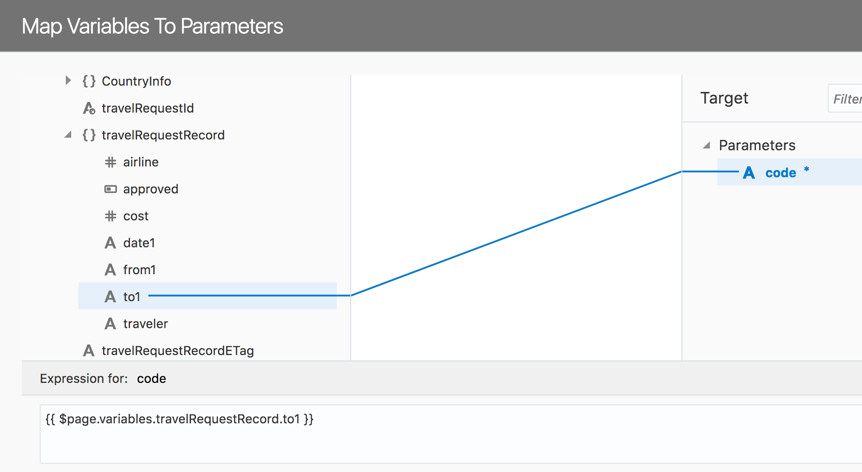 Map Variables To Parameters
{} CountryInfo
travelRequestId
{} travelRequestRecord
# airline
approved
# cost
A date1
A from1
A to1
A traveler
A travelRequestRecordETag
Target
Filter
Parameters
A code *
Expression for: code
{{ $page.variables.travelRequestRecord.to1 }}